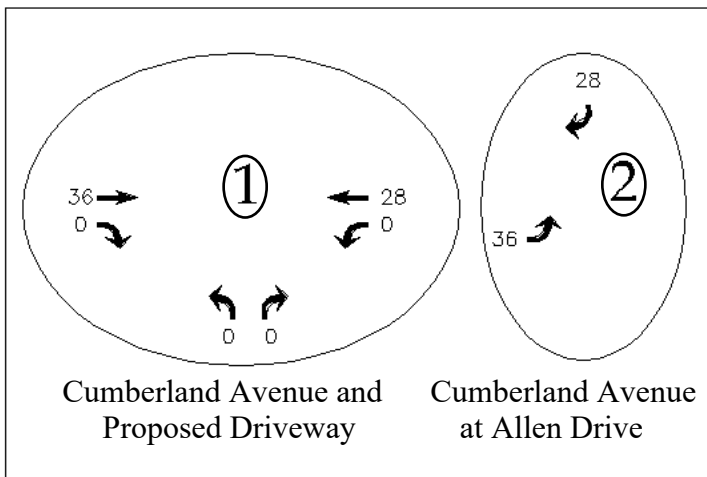 28
1
2
36
28
0
0
36
0
0
Cumberland Avenue and
Proposed Driveway
Cumberland Avenue
at Allen Drive